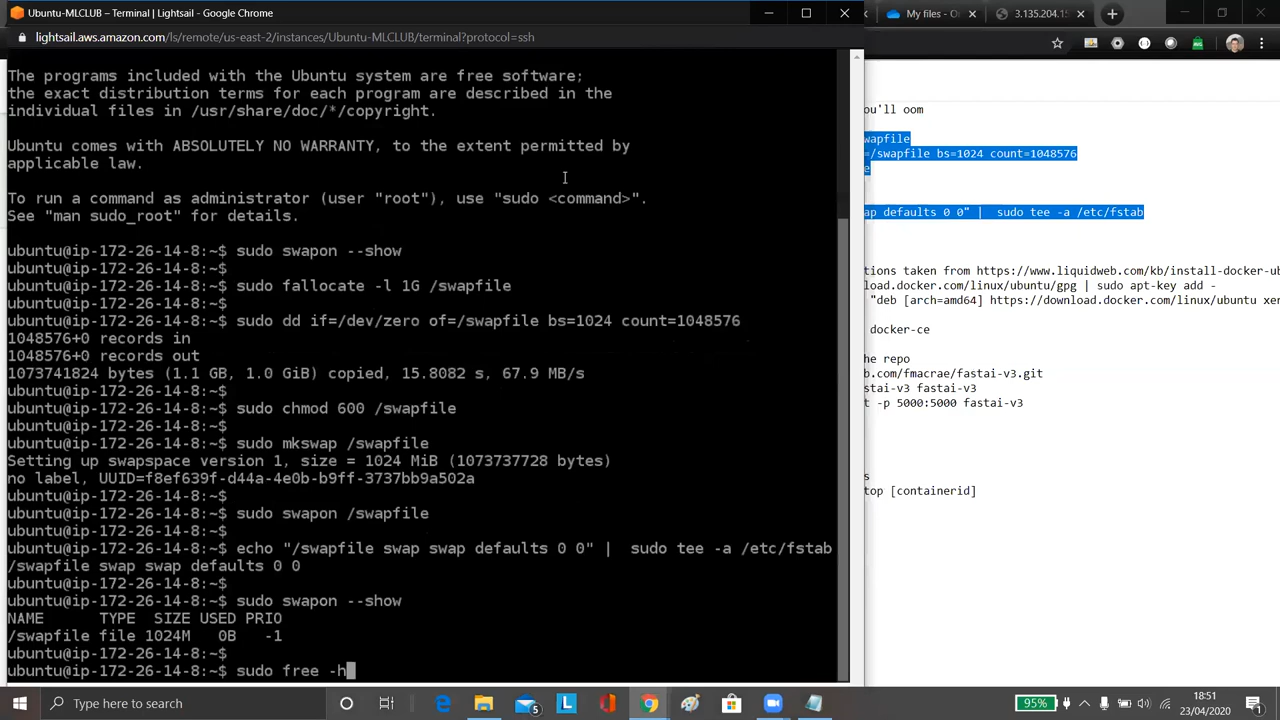 Ubuntu-MLCLUB – Terminal | Lightsail - Google Chrome
My files - On
3.135.204.15
lightsail.aws.amazon.com/ls/remote/us-east-2/instances/Ubuntu-MLCLUB/terminal?protocol=ssh
The programs included with the Ubuntu system are free software;
the exact distribution terms for each program are described in the
individual files in /usr/share/doc/*/copyright.
Ubuntu comes with ABSOLUTELY NO WARRANTY, to the extent permitted by
applicable law.
To run a command as administrator (user "root"), use "sudo <command>".
See "man sudo_root" for details.
ubuntu@ip-172-26-14-8:~$ sudo swapon --show
ubuntu@ip-172-26-14-8:~$
ubuntu@ip-172-26-14-8:~$ sudo fallocate -l 1G /swapfile
ubuntu@ip-172-26-14-8:~$
ubuntu@ip-172-26-14-8:~$ sudo dd if=/dev/zero of=/swapfile bs=1024 count=1048576
1048576+0 records in
1048576+0 records out
1073741824 bytes (1.1 GB, 1.0 GiB) copied, 15.8082 s, 67.9 MB/s
ubuntu@ip-172-26-14-8:~$
ubuntu@ip-172-26-14-8:~$ sudo chmod 600 /swapfile
ubuntu@ip-172-26-14-8:~$
ubuntu@ip-172-26-14-8:~$ sudo mkswap /swapfile
Setting up swapspace version 1, size = 1024 MiB (1073737728 bytes)
no label, UUID=f8ef639f-d44a-4e0b-b9ff-3737bb9a502a
ubuntu@ip-172-26-14-8:~$
ubuntu@ip-172-26-14-8:~$ sudo swapon /swapfile
ubuntu@ip-172-26-14-8:~$
ubuntu@ip-172-26-14-8:~$ echo "/swapfile swap swap defaults 0 0" |  sudo tee -a /etc/fstab
/swapfile swap swap defaults 0 0
ubuntu@ip-172-26-14-8:~$
ubuntu@ip-172-26-14-8:~$ sudo swapon --show
NAME      TYPE  SIZE USED PRIO
/swapfile file 1024M   0B   -1
ubuntu@ip-172-26-14-8:~$
ubuntu@ip-172-26-14-8:~$ sudo free -h
ou'll oom
wapfile
=/swapfile bs=1024 count=1048576
e
ap defaults 0 0" |  sudo tee -a /etc/fstab
tions taken from https://www.liquidweb.com/kb/install-docker-ub
load.docker.com/linux/ubuntu/gpg | sudo apt-key add -
"deb [arch=amd64] https://download.docker.com/linux/ubuntu xen
docker-ce
he repo
b.com/fmacrae/fastai-v3.git
stai-v3 fastai-v3
t -p 5000:5000 fastai-v3
s
top [containerid]
Type here to search
5
L
95%
18:51
23/04/2020
1